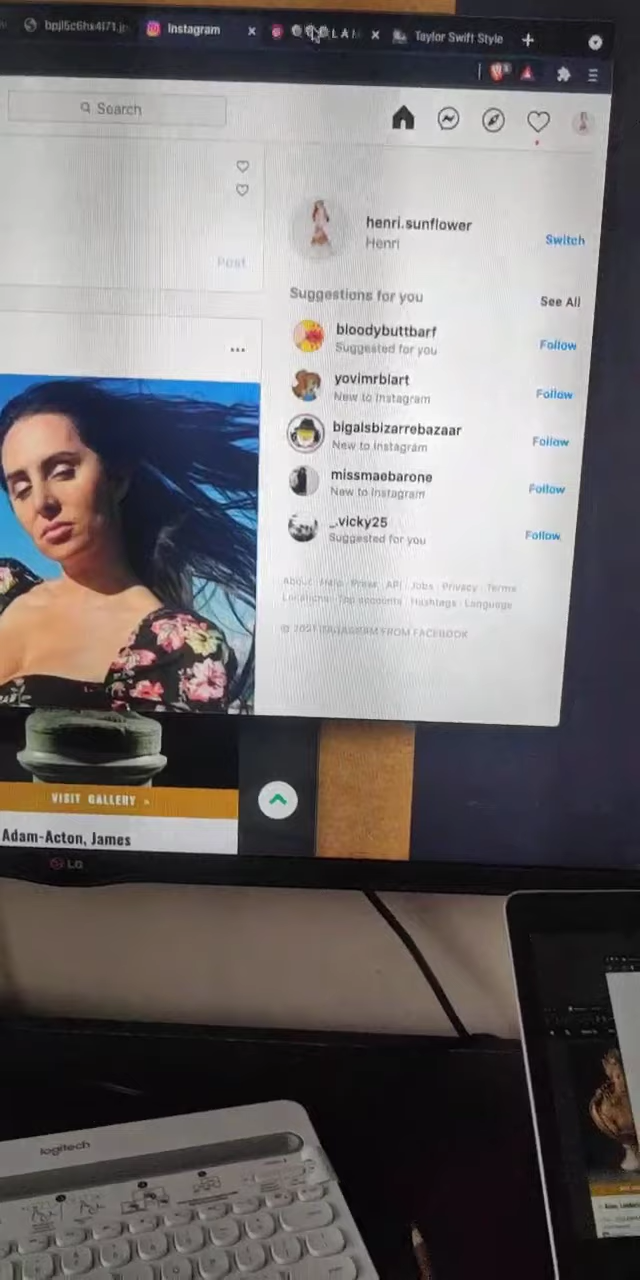 Instagram
Taylor Swift Style
Search
henri.sunflower
Henri
Switch
Post
Suggestions for you
See All
bloodybuttbarf
Suggested for you
Follow
yovimrblart
New to Instagram
Follow
bigalsbizarrebazaar
New to Instagram
Follow
missmaebarone
New to Instagram
Follow
_.vicky25
Suggested for you
Follow
About · Help · Press · API · Jobs · Privacy · Terms
Locations · Top accounts · Hashtags · Language
© 2021 INSTAGRAM FROM FACEBOOK
VISIT GALLERY »
Adam-Acton, James
LG
logitech